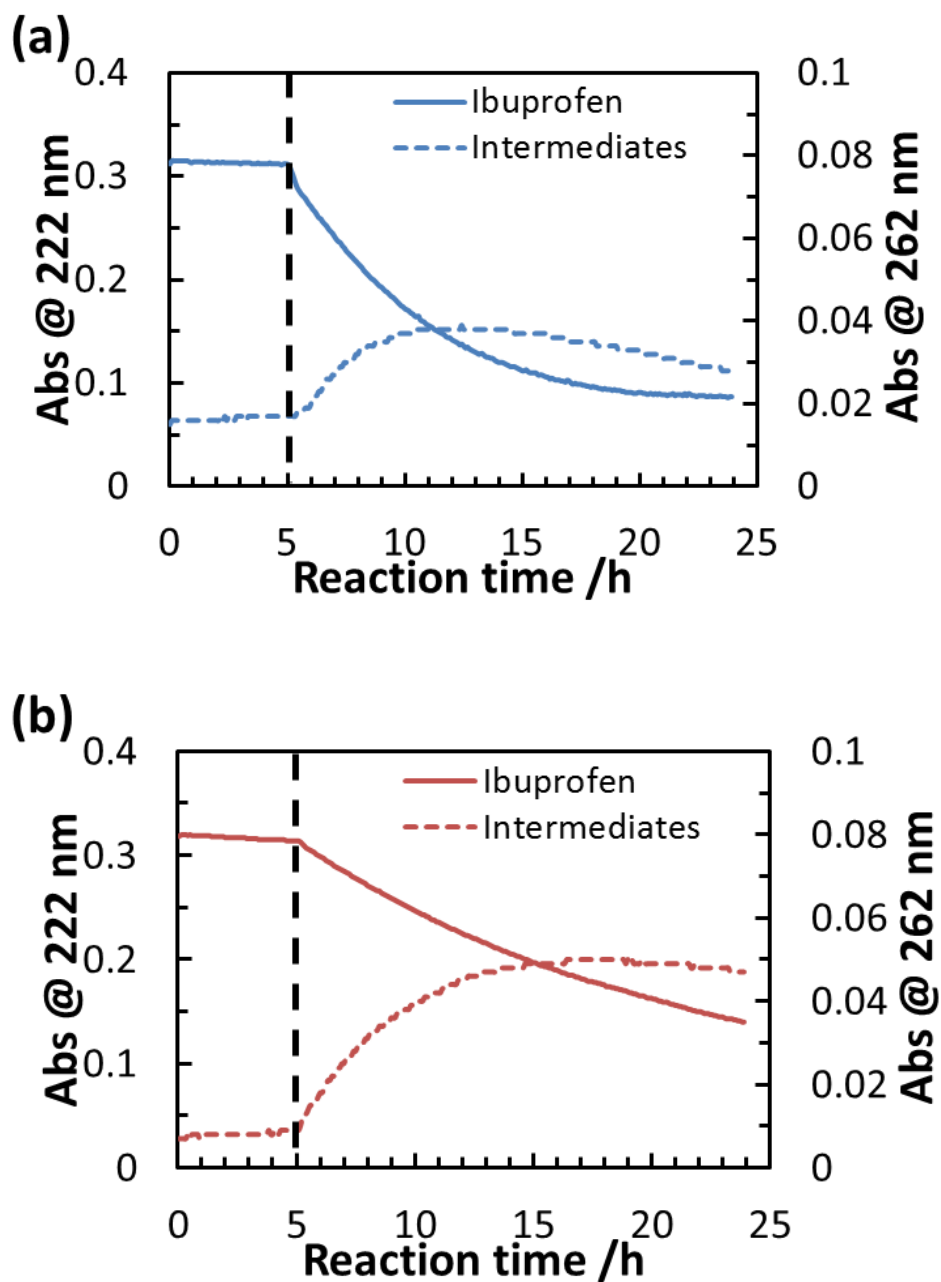 (a)
0.4
0.3
0.2
0.1
0
Abs @ 222 nm
Ibuprofen
Intermediates
0.1
0.08
0.06
0.04
0.02
0
Abs @ 262 nm
0 5 10 15 20 25
Reaction time /h
(b)
0.4
0.3
0.2
0.1
0
Abs @ 222 nm
Ibuprofen
Intermediates
0.1
0.08
0.06
0.04
0.02
0
Abs @ 262 nm
0 5 10 15 20 25
Reaction time /h